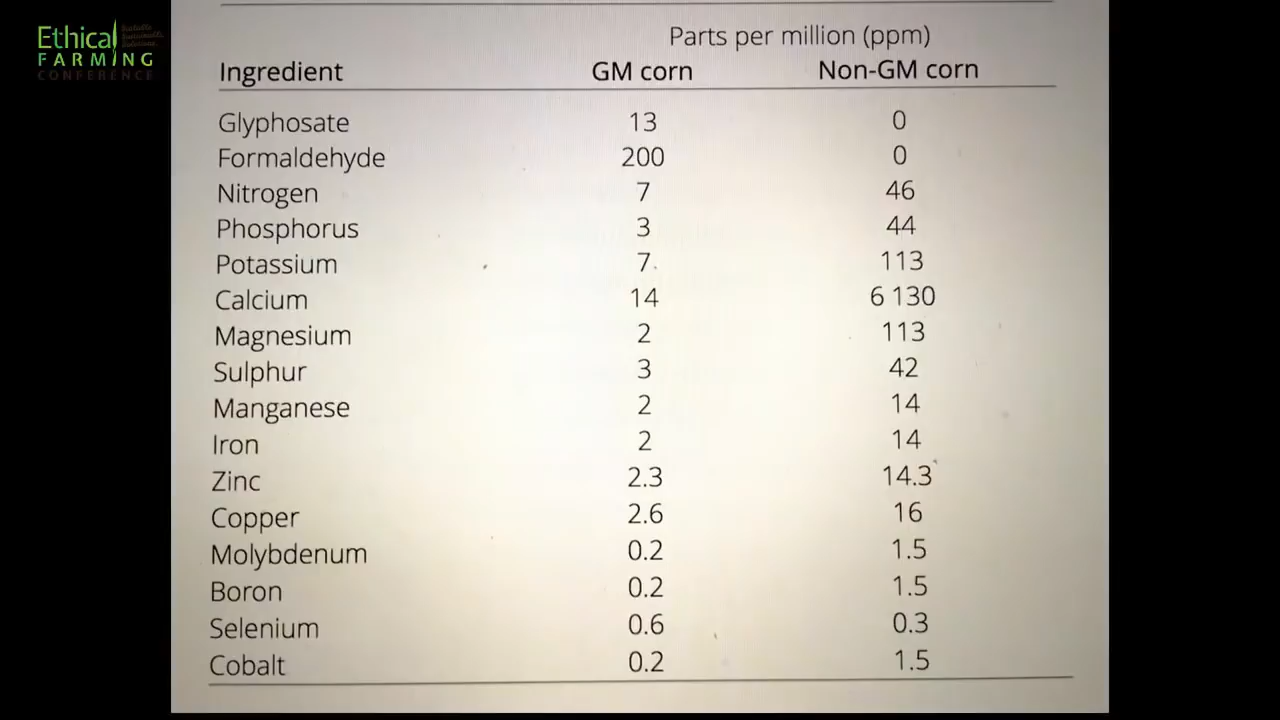 Ethical
FARMING
CONFERENCE
Parts per million (ppm)
Ingredient GM corn Non-GM corn
Glyphosate 13 0
Formaldehyde 200 0
Nitrogen 7 46
Phosphorus 3 44
Potassium 7 113
Calcium 14 6 130
Magnesium 2 113
Sulphur 3 42
Manganese 2 14
Iron 2 14
Zinc 2.3 14.3
Copper 2.6 16
Molybdenum 0.2 1.5
Boron 0.2 1.5
Selenium 0.6 0.3
Cobalt 0.2 1.5